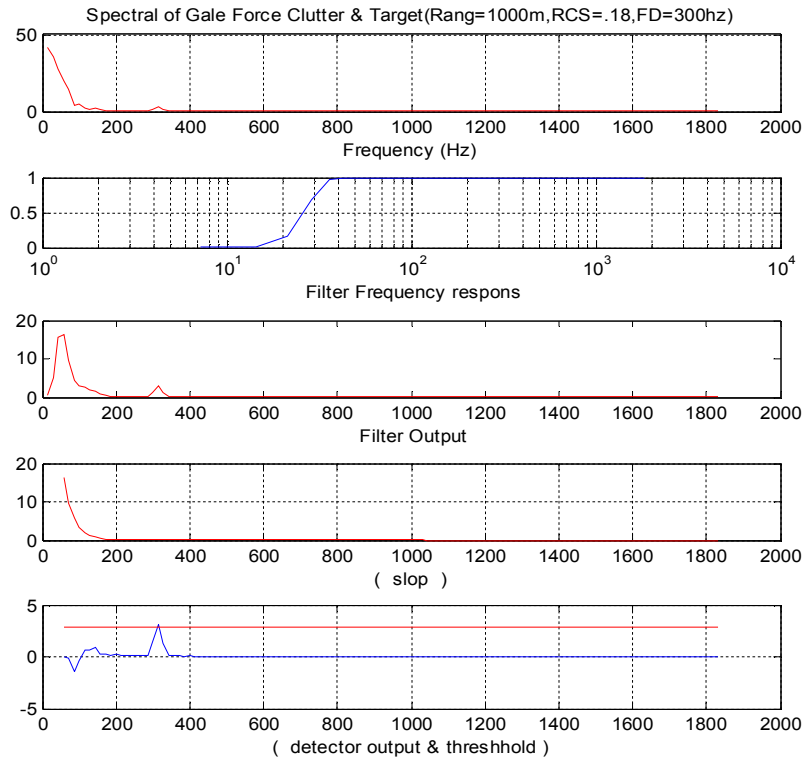 Spectral of Gale Force Clutter & Target(Rang=1000m,RCS=.18,FD=300hz)
50
0
0 200 400 600 800 1000 1200 1400 1600 1800 2000
Frequency (Hz)
1
0.5
0
10^0 10^1 10^2 10^3 10^4
Filter Frequency respons
20
10
0
0 200 400 600 800 1000 1200 1400 1600 1800 2000
Filter Output
20
10
0
0 200 400 600 800 1000 1200 1400 1600 1800 2000
( slop )
5
0
-5
0 200 400 600 800 1000 1200 1400 1600 1800 2000
( detector output & threshhold )